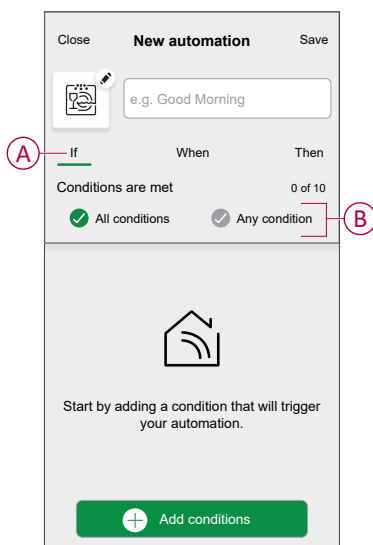 Close New automation Save
e.g. Good Morning
A If When Then
Conditions are met 0 of 10
All conditions Any condition B
Start by adding a condition that will trigger
your automation.
Add conditions